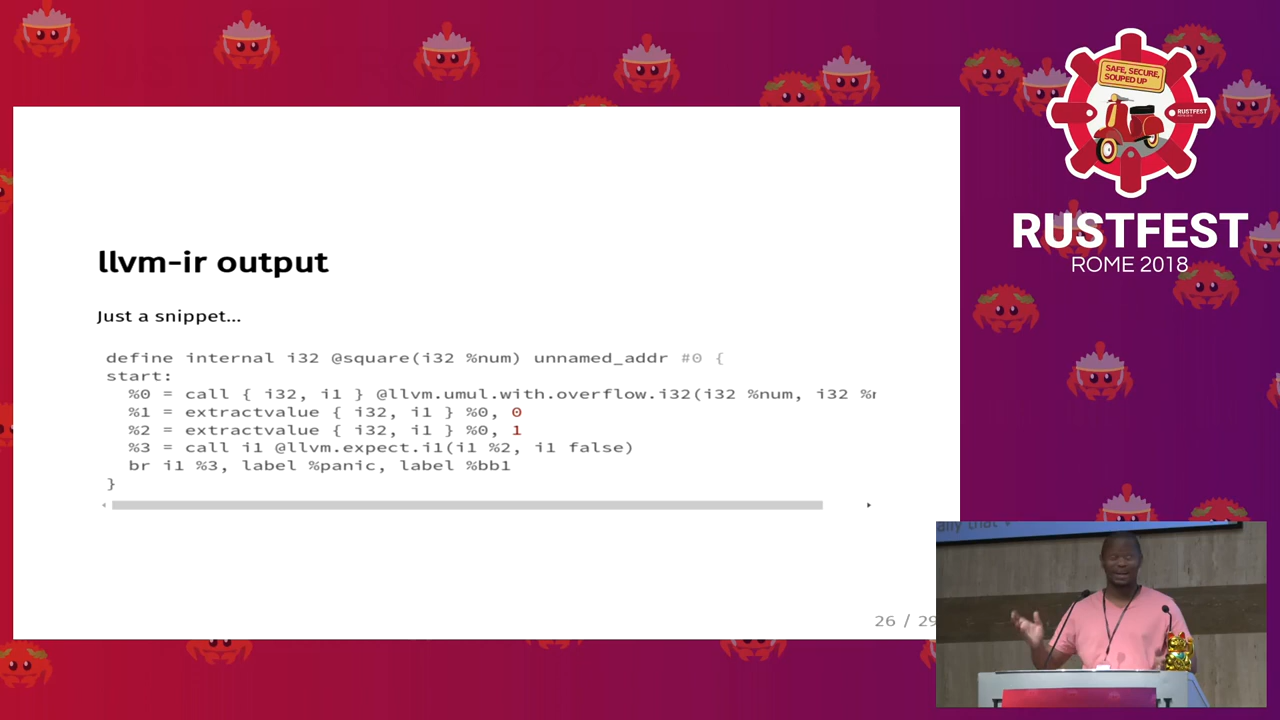 SAFE, SECURE,
SOUPED UP
RUSTFEST
RUSTFEST
ROME 2018
llvm-ir output
Just a snippet...
define internal i32 @square(i32 %num) unnamed_addr #0 {
start:
%0 = call { i32, i1 } @llvm.umul.with.overflow.i32(i32 %num, i32 %
%1 = extractvalue { i32, i1 } %0, 0
%2 = extractvalue { i32, i1 } %0, 1
%3 = call i1 @llvm.expect.i1(i1 %2, i1 false)
br i1 %3, label %panic, label %bb1
}
26 / 29
that